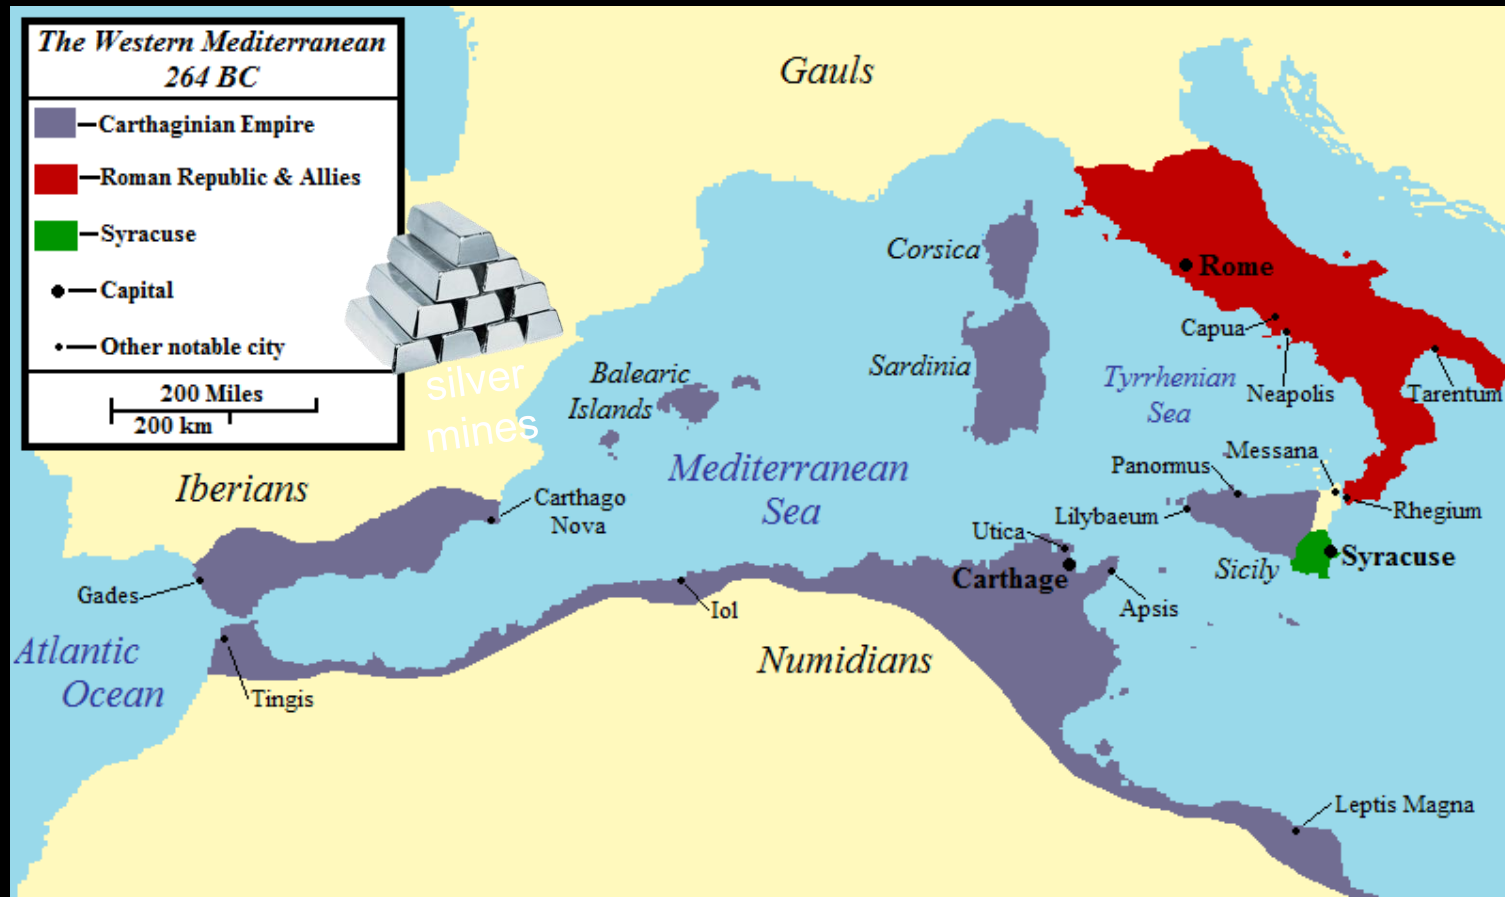 The Western Mediterranean
264 BC
Carthaginian Empire
Roman Republic & Allies
Syracuse
Capital
Other notable city
200 Miles
200 km
silver
mines
Gauls
Corsica
Rome
Capua
Neapolis
Tarentum
Sardinia
Tyrrhenian
Sea
Balearic
Islands
Iberians
Carthago
Nova
Mediterranean
Sea
Messana
Panormus
Lilybaeum
Rhegium
Utica
Carthage
Sicily
Syracuse
Apsis
Gades
Iol
Atlantic
Ocean
Tingis
Numidians
Leptis Magna